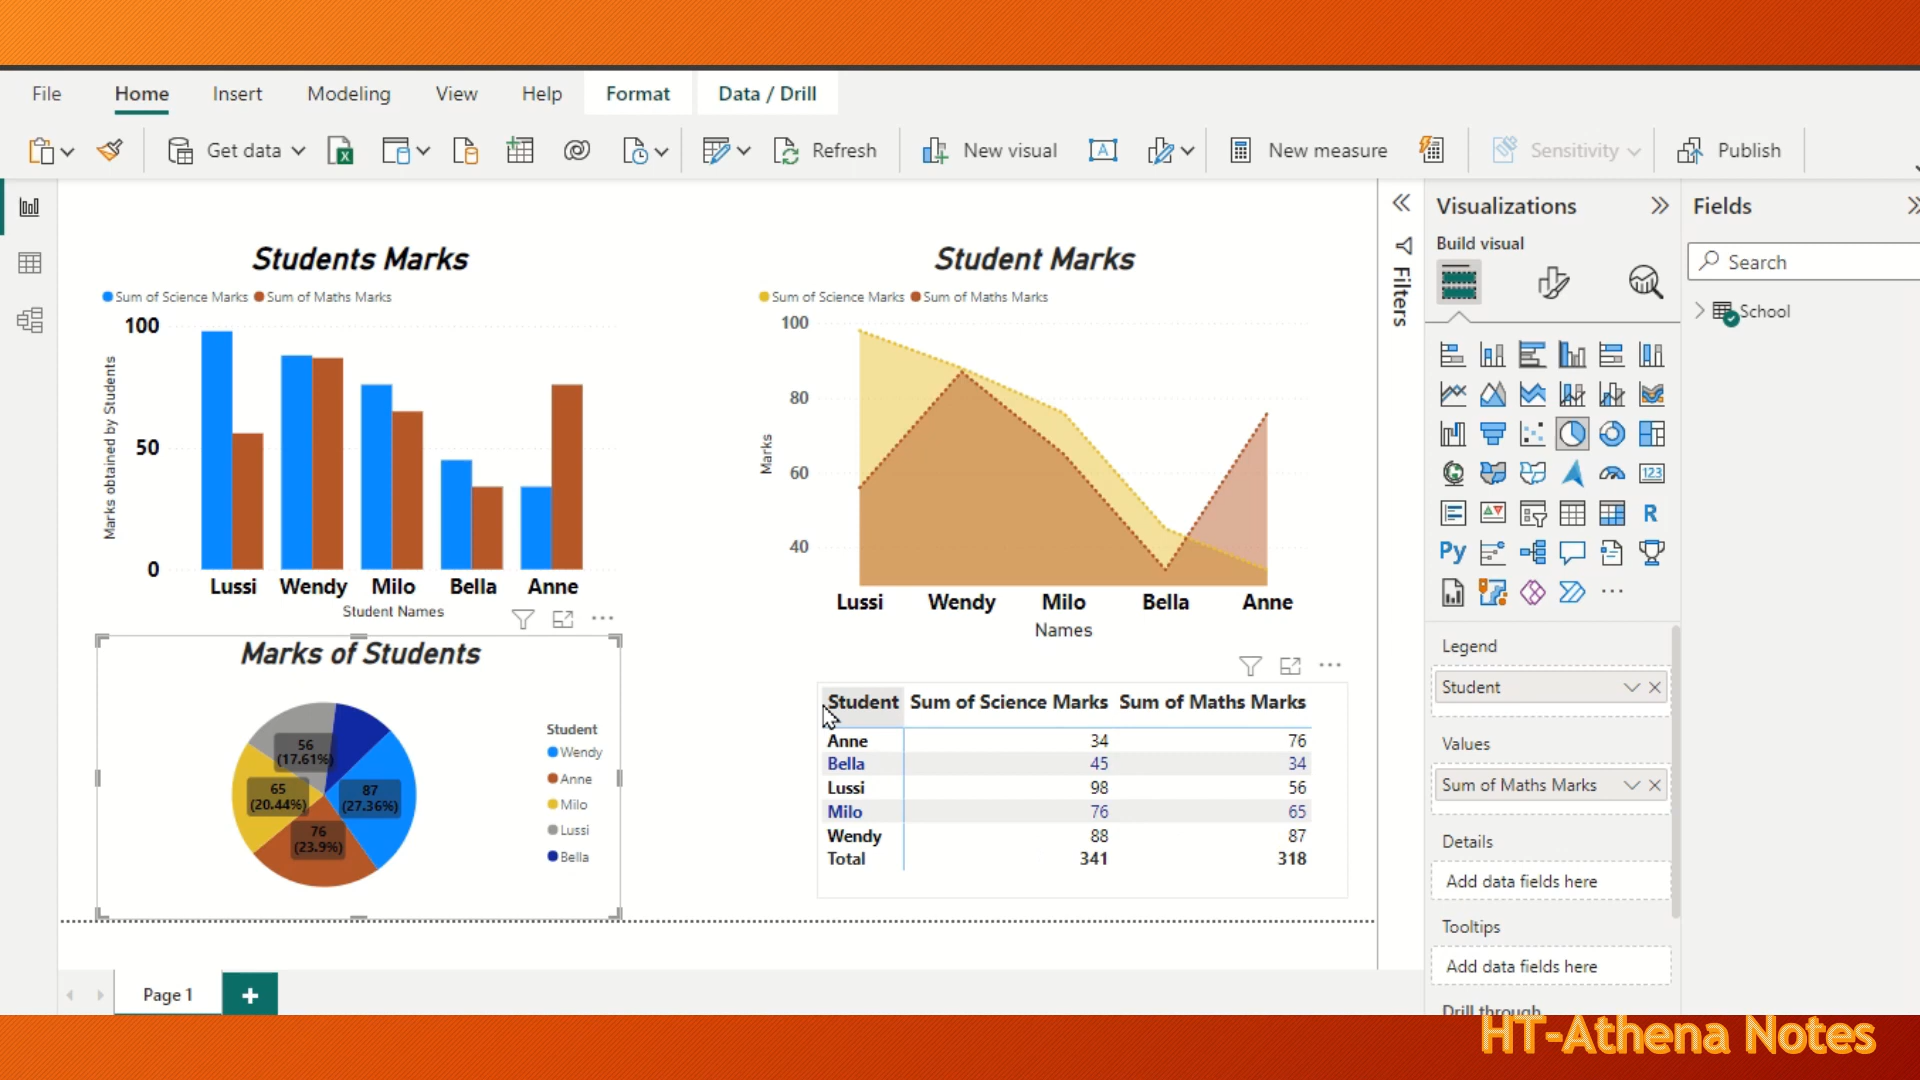 File Home Insert Modeling View Help Format Data / Drill
Get data Refresh New visual New measure Sensitivity Publish
Students Marks
Sum of Science Marks Sum of Maths Marks
Marks obtained by Students
100
50
0
Lussi Wendy Milo Bella Anne
Student Names
Student Marks
Sum of Science Marks Sum of Maths Marks
Marks
100
80
60
40
Lussi Wendy Milo Bella Anne
Names
Marks of Students
56
(17.61%)
65
(20.44%)
87
(27.36%)
76
(23.9%)
Student
Wendy
Anne
Milo
Lussi
Bella
Student Sum of Science Marks Sum of Maths Marks
Anne 34 76
Bella 45 34
Lussi 98 56
Milo 76 65
Wendy 88 87
Total 341 318
Page 1
Filters
Visualizations
Build visual
123
R
Py
Legend
Student
Values
Sum of Maths Marks
Details
Add data fields here
Tooltips
Add data fields here
Drill through
Fields
Search
School
HT-Athena Notes